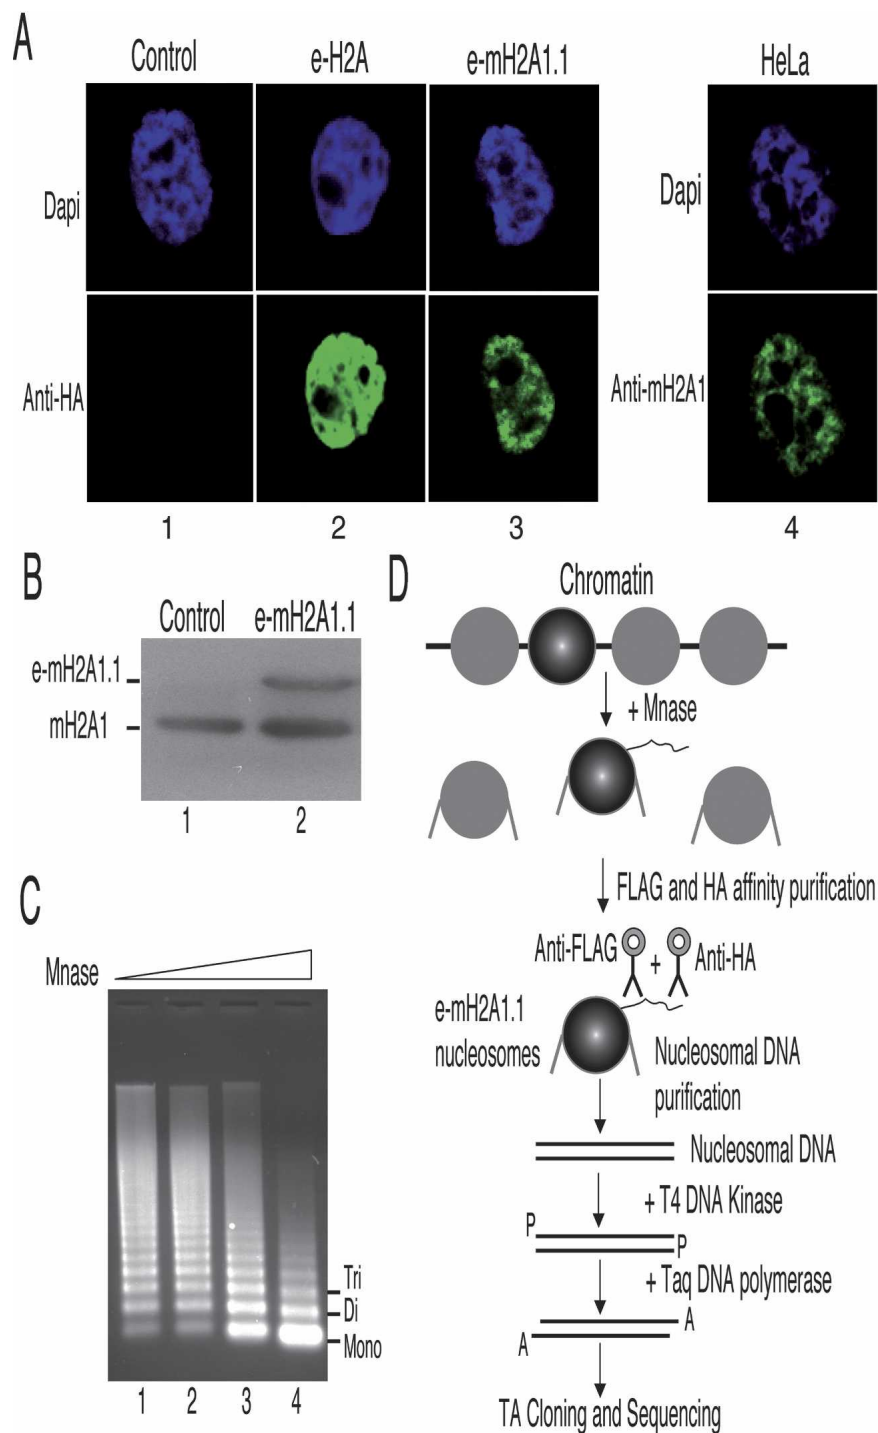 A
Control
e-H2A
e-mH2A1.1
HeLa
Dapi
Dapi
Anti-HA
Anti-mH2A1
1
2
3
4
B
Control
e-mH2A1.1
e-mH2A1.1
mH2A1
1
2
C
Mnase
Tri
Di
Mono
1
2
3
4
D
Chromatin
+ Mnase
FLAG and HA affinity purification
Anti-FLAG
+
Anti-HA
e-mH2A1.1
nucleosomes
Nucleosomal DNA
purification
Nucleosomal DNA
+ T4 DNA Kinase
P
P
+ Taq DNA polymerase
A
A
TA Cloning and Sequencing